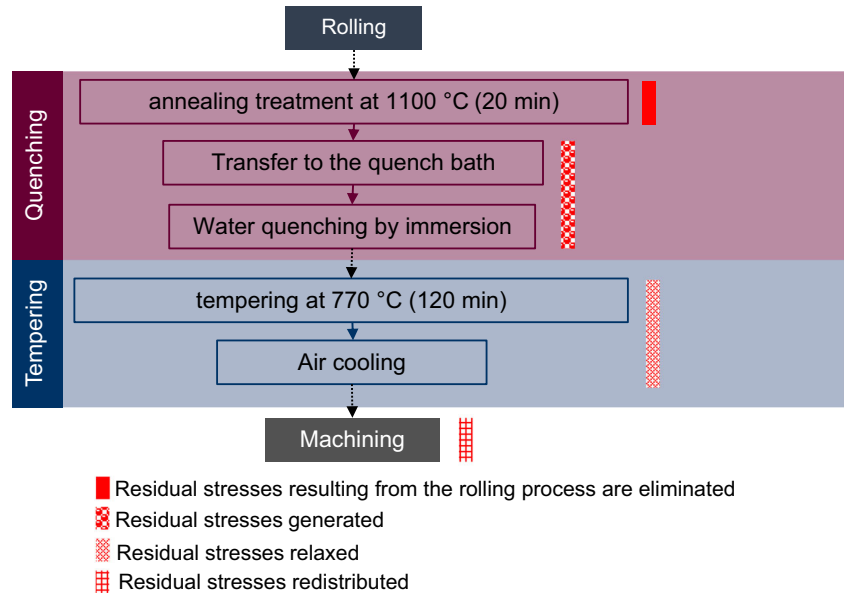 Rolling
Quenching
annealing treatment at 1100 °C (20 min)
Transfer to the quench bath
Water quenching by immersion
Tempering
tempering at 770 °C (120 min)
Air cooling
Machining
Residual stresses resulting from the rolling process are eliminated
Residual stresses generated
Residual stresses relaxed
Residual stresses redistributed